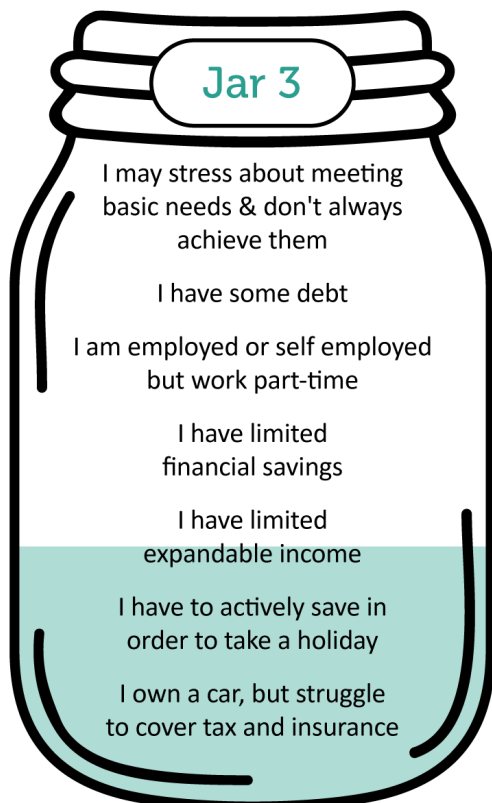 Jar 3
I may stress about meeting
basic needs & don't always
achieve them
I have some debt
I am employed or self employed
but work part-time
I have limited
financial savings
I have limited
expandable income
I have to actively save in
order to take a holiday
I own a car, but struggle
to cover tax and insurance